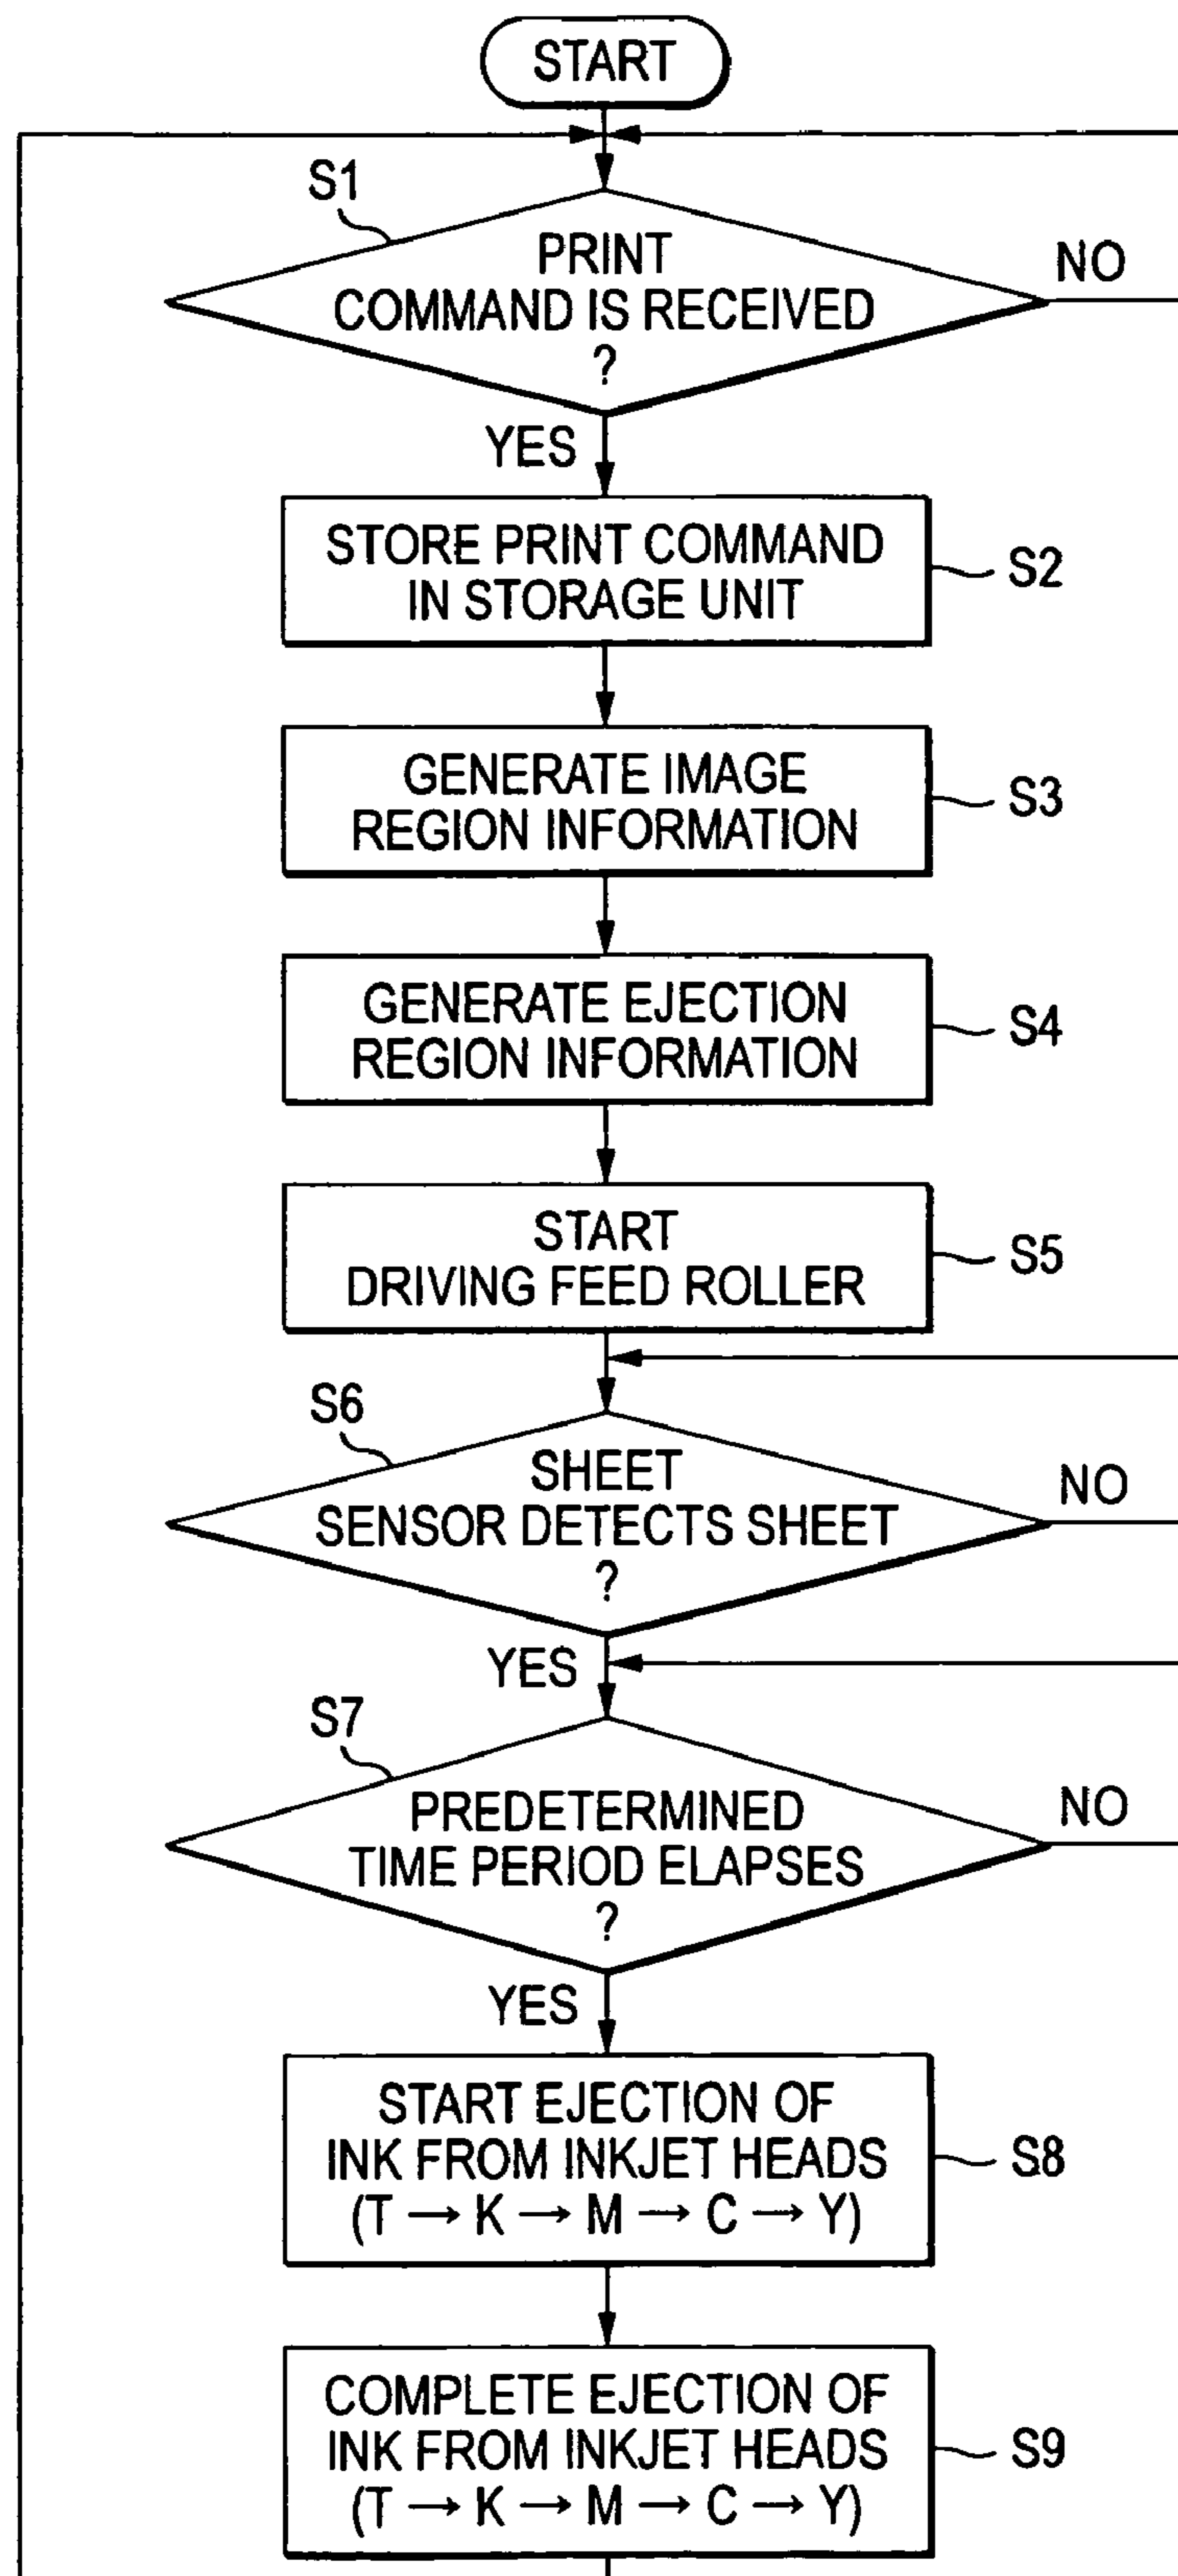 START
S1
PRINT
COMMAND IS RECEIVED
?
NO
YES
STORE PRINT COMMAND
IN STORAGE UNIT
S2
GENERATE IMAGE
REGION INFORMATION
S3
GENERATE EJECTION
REGION INFORMATION
S4
START
DRIVING FEED ROLLER
S5
S6
SHEET
SENSOR DETECTS SHEET
?
NO
YES
S7
PREDETERMINED
TIME PERIOD ELAPSES
?
NO
YES
START EJECTION OF
INK FROM INKJET HEADS
(T → K → M → C → Y)
S8
COMPLETE EJECTION OF
INK FROM INKJET HEADS
(T → K → M → C → Y)
S9